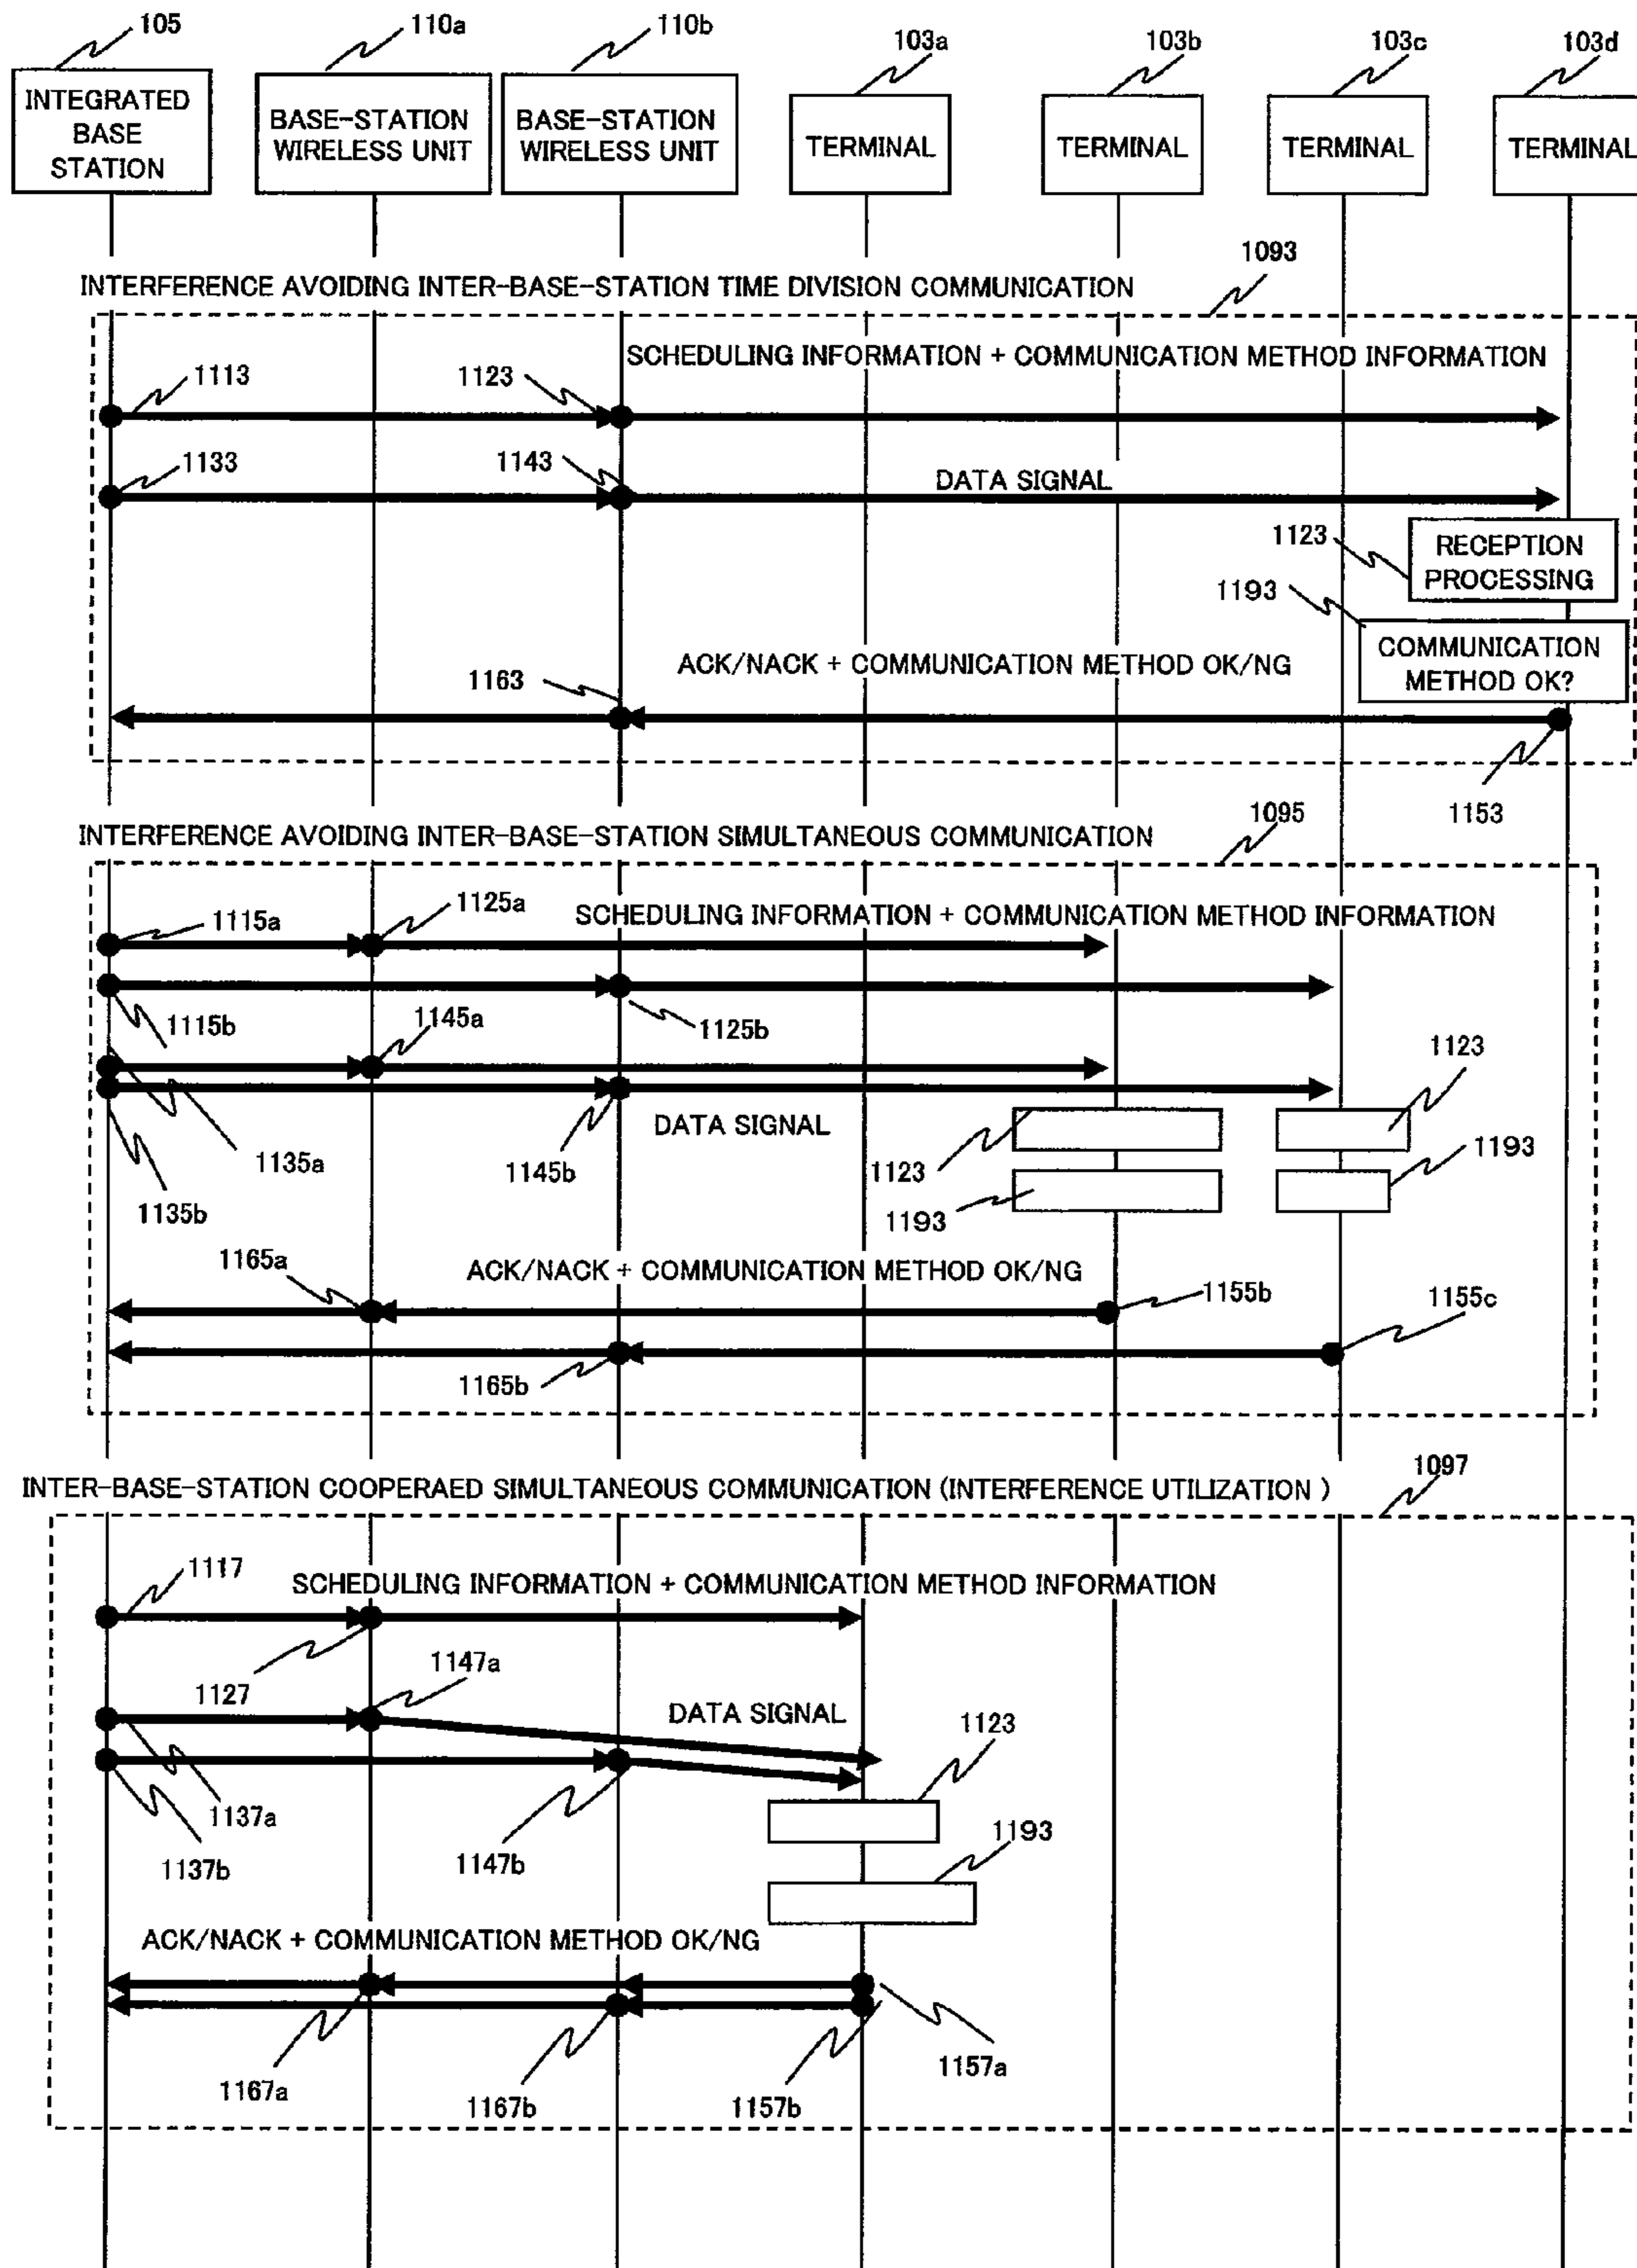 105
110a
110b
103a
103b
103c
103d
INTEGRATED
BASE
STATION
BASE-STATION
WIRELESS UNIT
BASE-STATION
WIRELESS UNIT
TERMINAL
TERMINAL
TERMINAL
TERMINAL
1093
INTERFERENCE AVOIDING INTER-BASE-STATION TIME DIVISION COMMUNICATION
SCHEDULING INFORMATION + COMMUNICATION METHOD INFORMATION
1113
1123
1133
1143
DATA SIGNAL
1123
RECEPTION
PROCESSING
1193
COMMUNICATION
METHOD OK?
ACK/NACK + COMMUNICATION METHOD OK/NG
1163
1153
1095
INTERFERENCE AVOIDING INTER-BASE-STATION SIMULTANEOUS COMMUNICATION
1115a
1125a
SCHEDULING INFORMATION + COMMUNICATION METHOD INFORMATION
1115b
1145a
1125b
1123
DATA SIGNAL
1135a
1145b
1123
1193
1135b
1193
1165a
ACK/NACK + COMMUNICATION METHOD OK/NG
1155b
1155c
1165b
1097
INTER-BASE-STATION COOPERAED SIMULTANEOUS COMMUNICATION (INTERFERENCE UTILIZATION )
1117
SCHEDULING INFORMATION + COMMUNICATION METHOD INFORMATION
1127
1147a
DATA SIGNAL
1123
1137a
1137b
1147b
1193
ACK/NACK + COMMUNICATION METHOD OK/NG
1167a
1167b
1157b
1157a